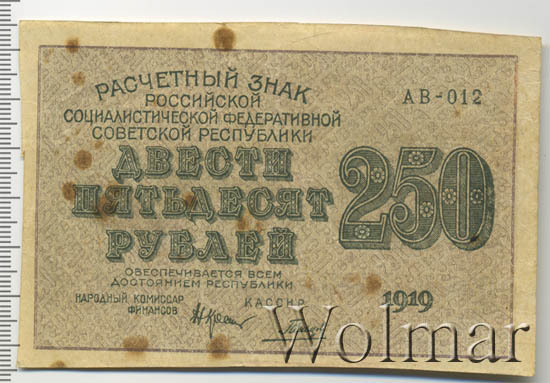 РАСЧЕТНЫЙ ЗНАК
РОССИЙСКОЙ
СОЦИАЛИСТИЧЕСКОЙ ФЕДЕРАТИВНОЙ
СОВЕТСКОЙ РЕСПУБЛИКИ
АВ-012
ДВЕСТИ
ПЯТЬДЕСЯТ
РУБЛЕЙ
250
ОБЕСПЕЧИВАЕТСЯ ВСЕМ
ДОСТОЯНИЕМ РЕСПУБЛИКИ
НАРОДНЫЙ КОМИССАР
ФИНАНСОВ
КАССИР
1919
Wolmar